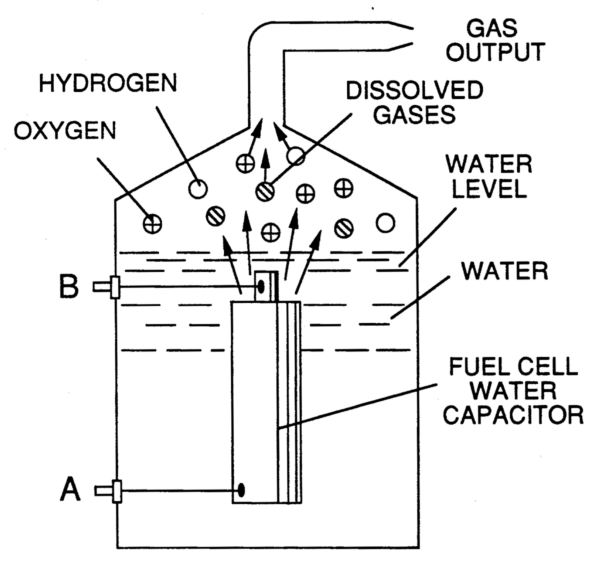 GAS
OUTPUT
HYDROGEN
DISSOLVED
GASES
OXYGEN
WATER
LEVEL
B
WATER
FUEL CELL
WATER
CAPACITOR
A